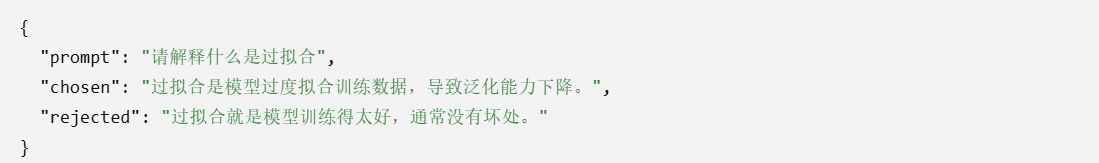 {
"prompt": "请解释什么是过拟合",
"chosen": "过拟合是模型过度拟合训练数据，导致泛化能力下降。",
"rejected": "过拟合就是模型训练得太好，通常没有坏处。"
}